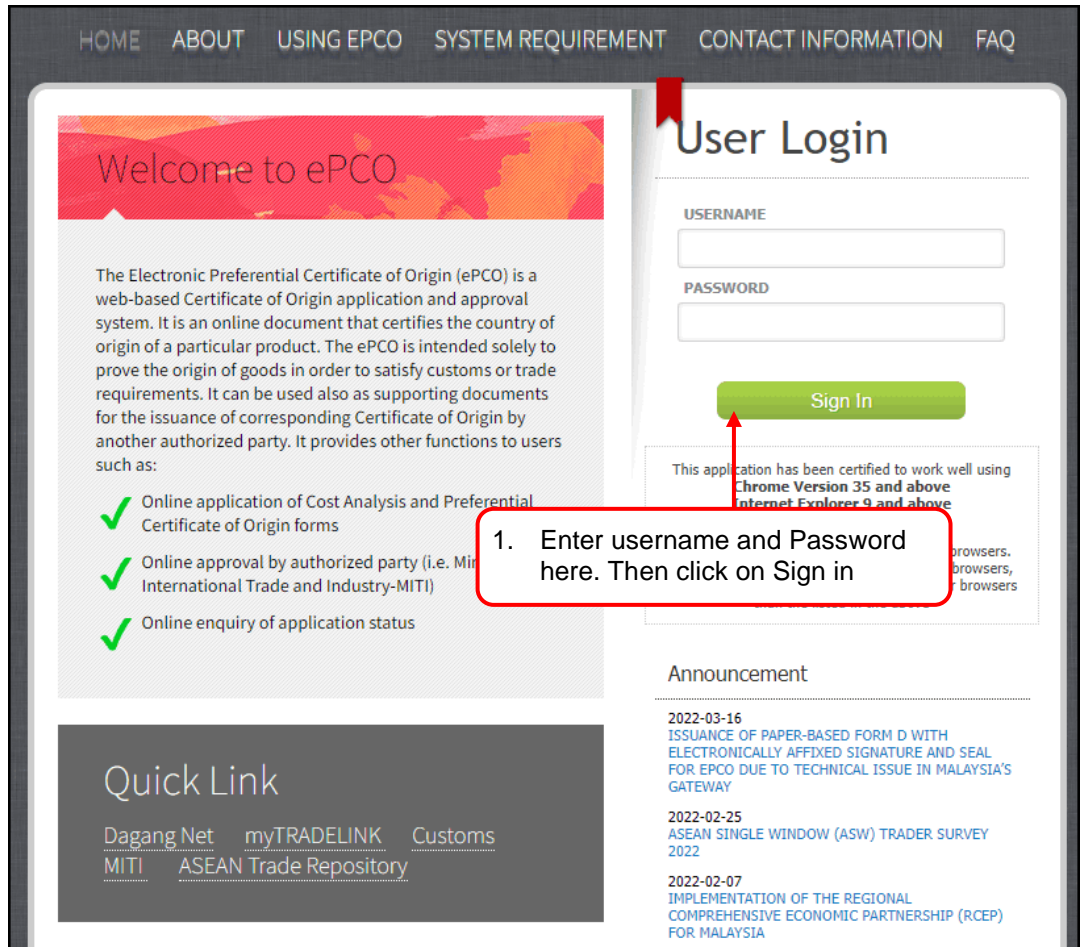 HOME ABOUT USING EPCO SYSTEM REQUIREMENT CONTACT INFORMATION FAQ
Welcome to ePCO
The Electronic Preferential Certificate of Origin (ePCO) is a
web-based Certificate of Origin application and approval
system. It is an online document that certifies the country of
origin of a particular product. The ePCO is intended solely to
prove the origin of goods in order to satisfy customs or trade
requirements. It can be used also as supporting documents
for the issuance of corresponding Certificate of Origin by
another authorized party. It provides other functions to users
such as:
Online application of Cost Analysis and Preferential
Certificate of Origin forms
Online approval by authorized party (i.e.
International Trade and Industry-MITI)
Online enquiry of application status
Quick Link
Dagang Net myTRADELINK Customs
MITI ASEAN Trade Repository
User Login
USERNAME
PASSWORD
Sign In
This application has been certified to work well using
Chrome Version 35 and above
Internet Explorer 9 and above
1. Enter username and Password
here. Then click on Sign in
browsers.
browsers,
browsers
Announcement
2022-03-16
ISSUANCE OF PAPER-BASED FORM D WITH
ELECTRONICALLY AFFIXED SIGNATURE AND SEAL
FOR EPCO DUE TO TECHNICAL ISSUE IN MALAYSIA'S
GATEWAY
2022-02-25
ASEAN SINGLE WINDOW (ASW) TRADER SURVEY
2022
2022-02-07
IMPLEMENTATION OF THE REGIONAL
COMPREHENSIVE ECONOMIC PARTNERSHIP (RCEP)
FOR MALAYSIA